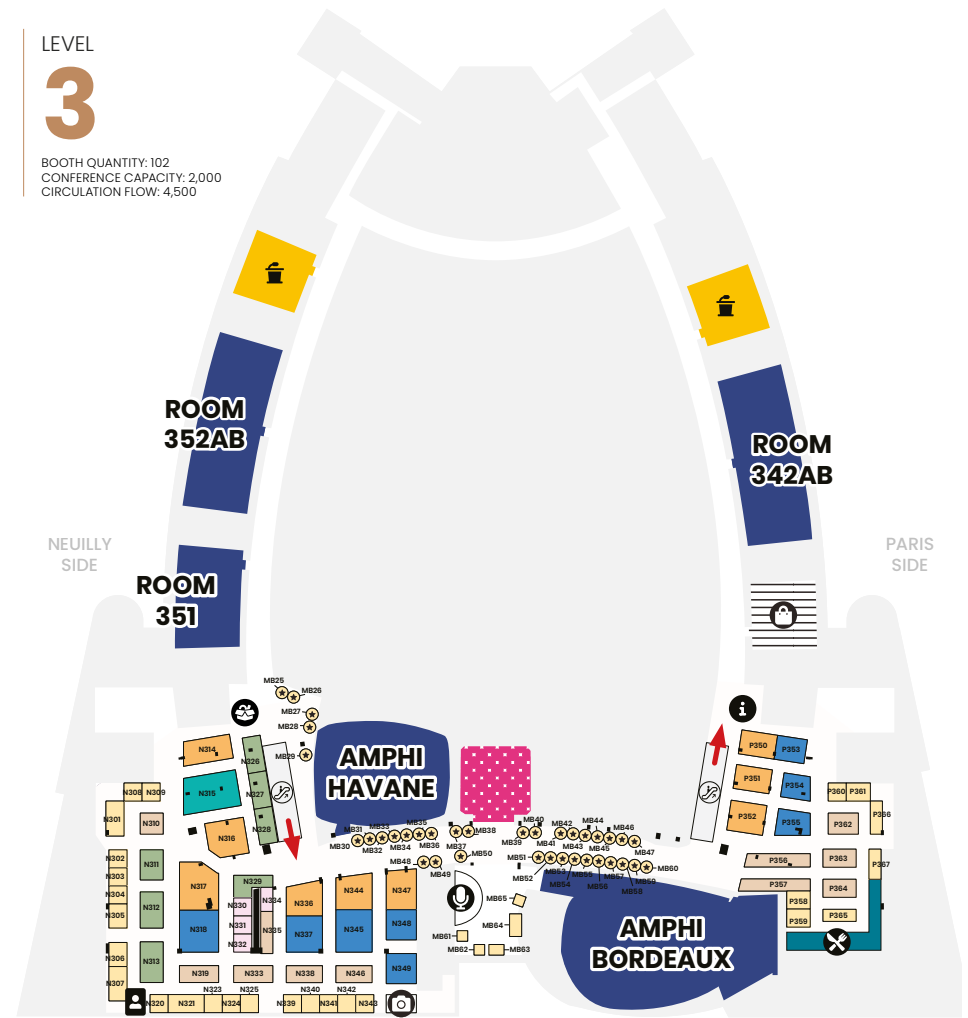 LEVEL
3
BOOTH QUANTITY: 102
CONFERENCE CAPACITY: 2,000
CIRCULATION FLOW: 4,500
ROOM
352AB
ROOM
342AB
NEUILLY
SIDE
PARIS
SIDE
ROOM
351
MB25
MB26
MB27
MB28
MB29
AMPHI
HAVANE
N314
N326
N315
N327
N316
N328
N308 N309
N301
N310
N302
N303
N304
N305
N306
N307
N311
N312
N313
N317
N318
N319
N329
N330
N331
N332
N334
N335
N333
N336
N337
N338
N344
N345
N346
N347
N348
N349
N323 N325
N340 N342
N320 N321 N324
N339 N341 N343
MB30
MB31
MB32
MB33
MB34
MB35
MB36
MB37
MB38
MB39
MB40
MB41
MB42
MB43
MB44
MB45
MB46
MB47
MB48
MB49
MB50
MB51
MB52
MB53
MB54
MB55
MB56
MB57
MB58
MB59
MB60
MB61
MB62
MB63
MB64
MB65
AMPHI
BORDEAUX
P350
P353
P351
P354
P352
P355
P360 P361
P366
P362
P356
P363
P367
P357
P364
P358
P359
P365